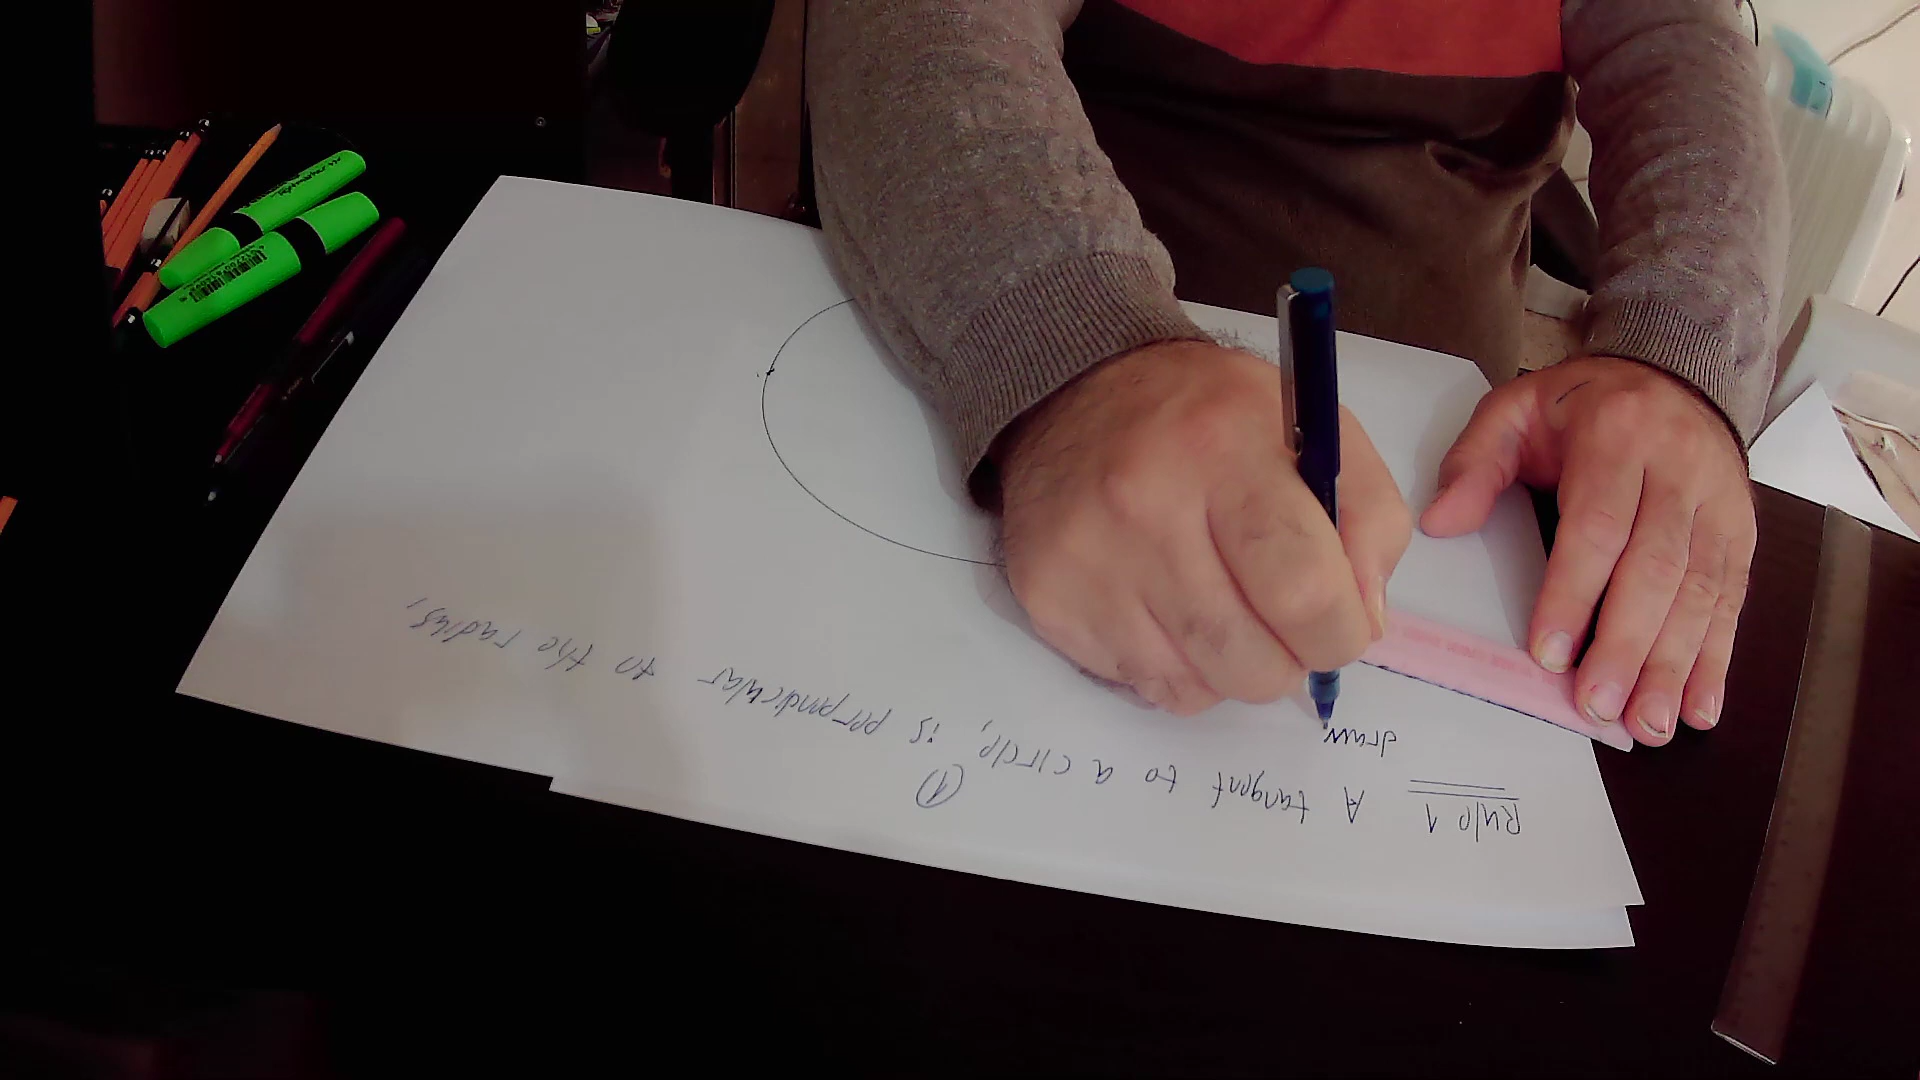 Rule 1 A tangent to a circle, is perpendicular to the radius,
①
draw